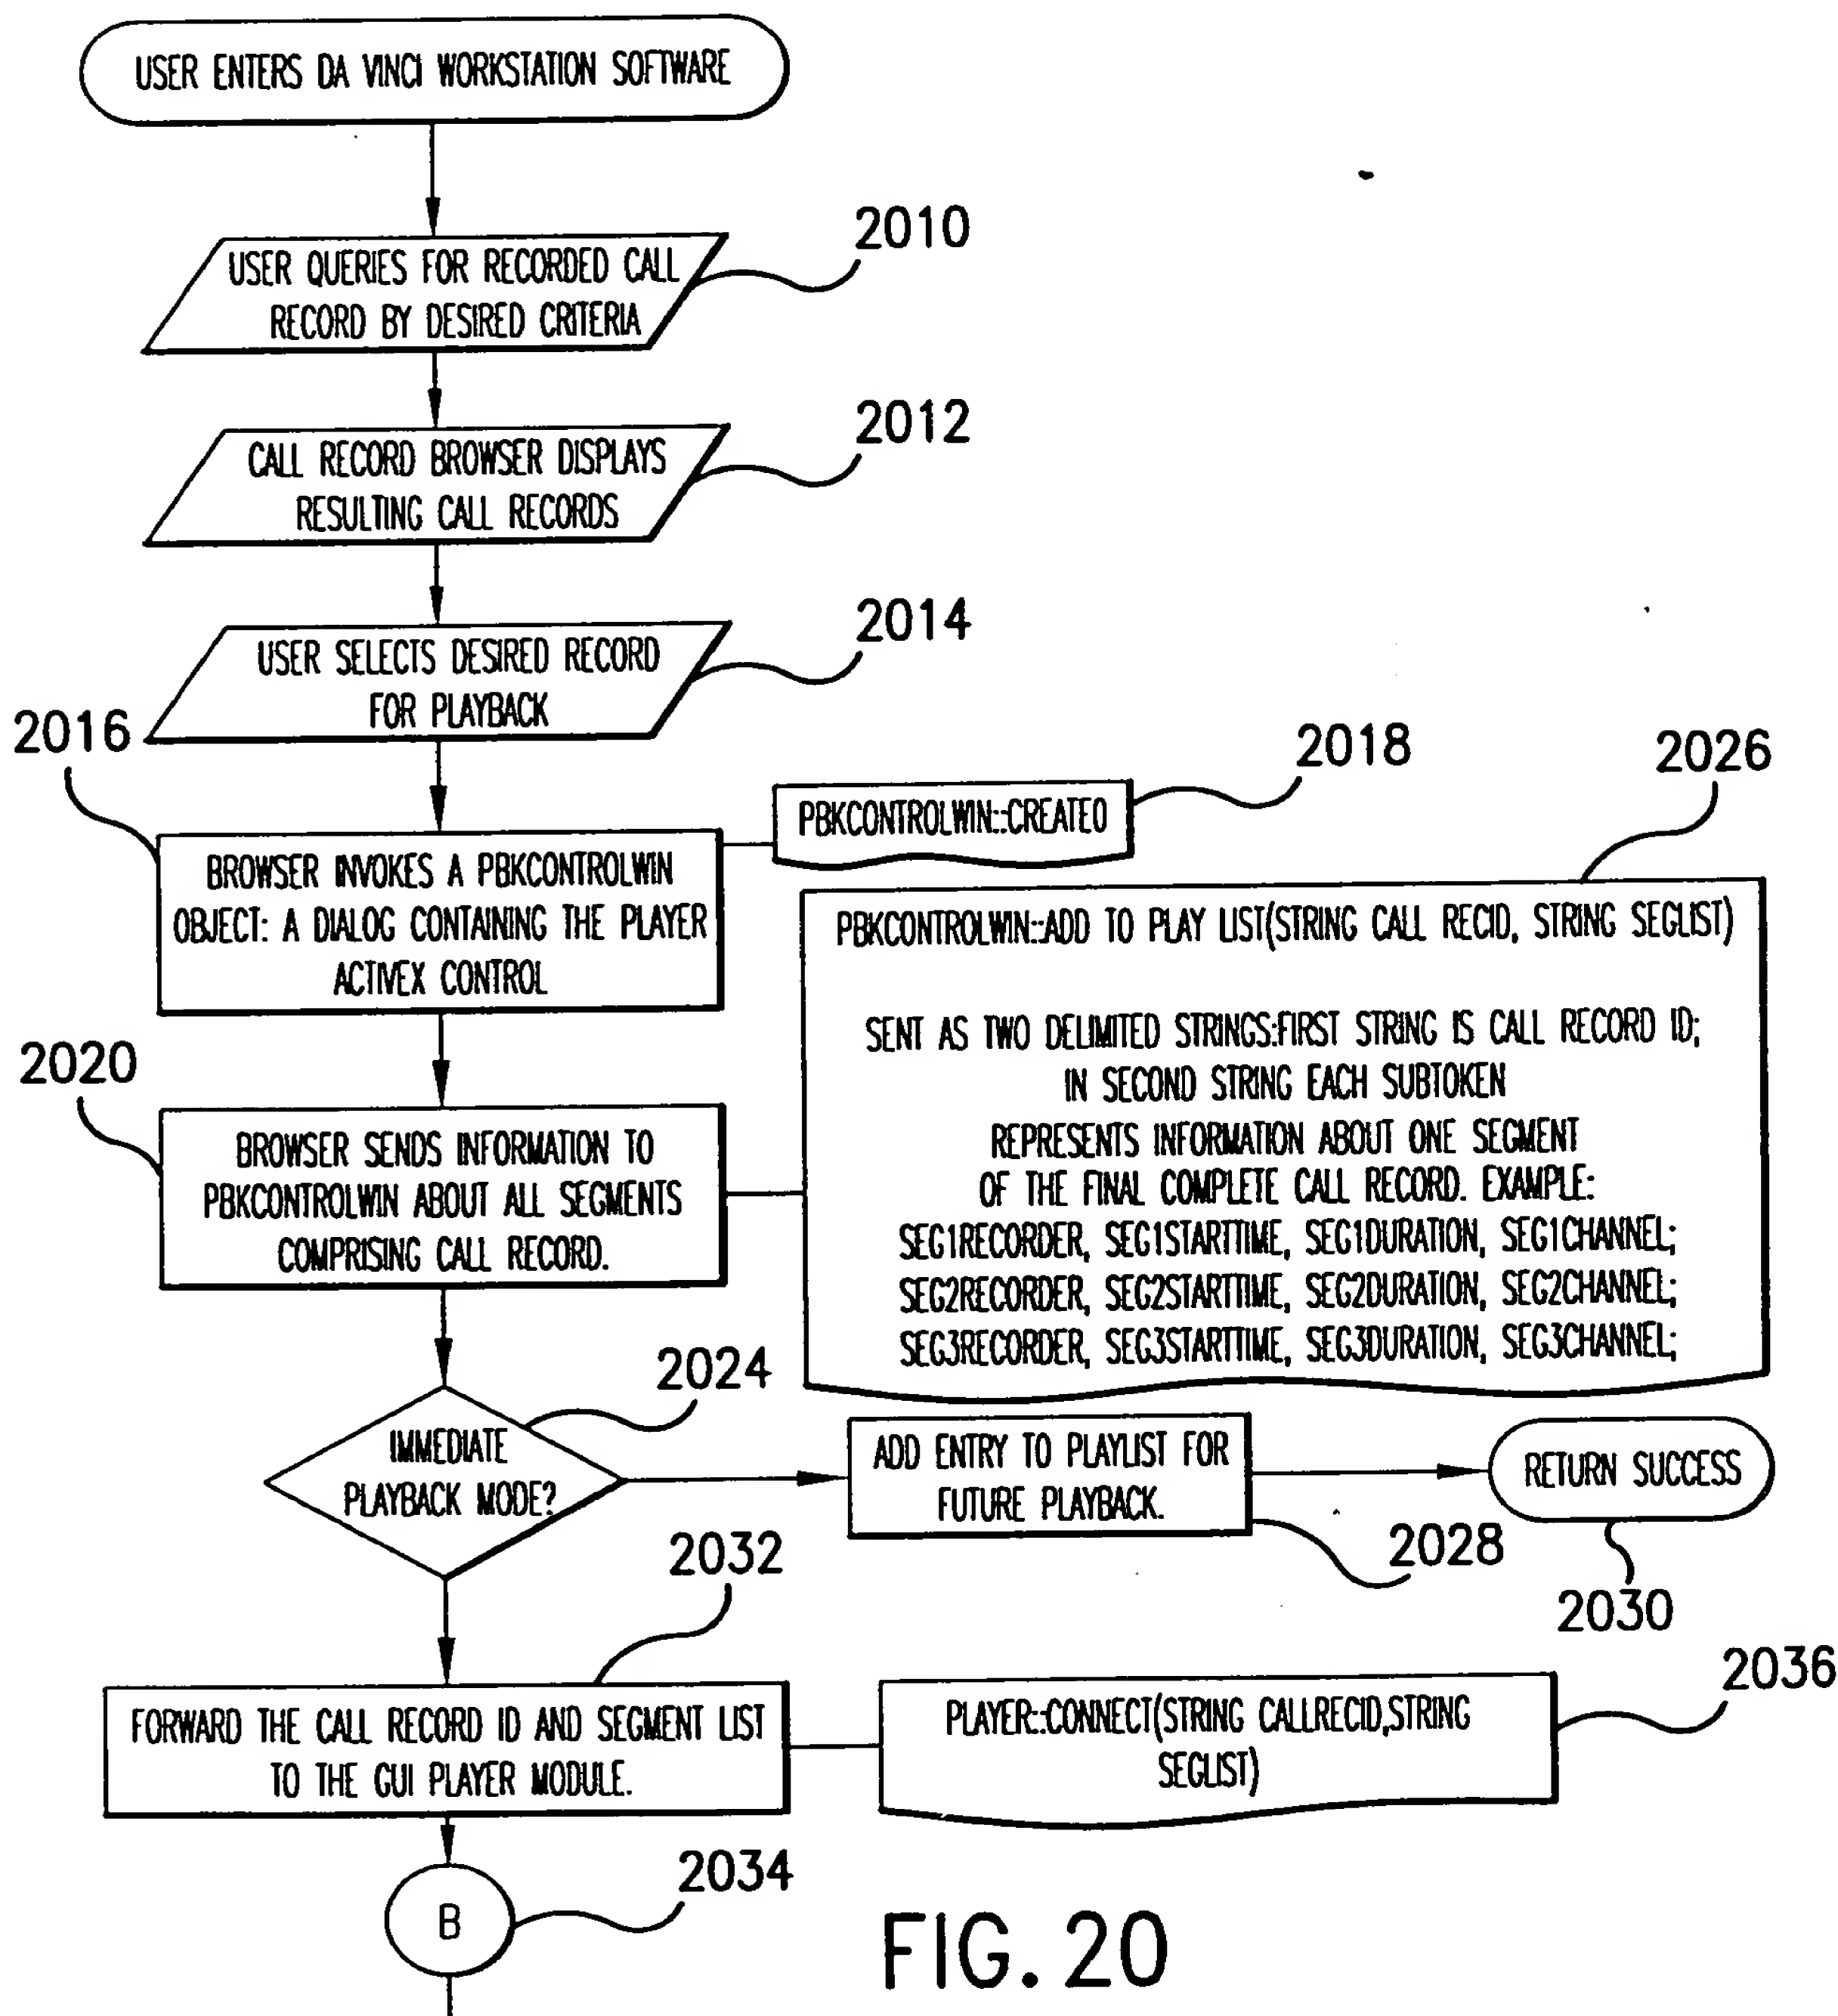 USER ENTERS DA VINCI WORKSTATION SOFTWARE
2010
USER QUERIES FOR RECORDED CALL
RECORD BY DESIRED CRITERIA
2012
CALL RECORD BROWSER DISPLAYS
RESULTING CALL RECORDS
2014
USER SELECTS DESIRED RECORD
FOR PLAYBACK
2016
2018
PBKCONTROLWIN::CREATE0
2026
BROWSER INVOKES A PBKCONTROLWIN
OBJECT: A DIALOG CONTAINING THE PLAYER
ACTIVEX CONTROL
PBKCONTROLWIN::ADD TO PLAY LIST(STRING CALL RECID, STRING SEGLIST)
SENT AS TWO DELIMITED STRINGS:FIRST STRING IS CALL RECORD ID;
IN SECOND STRING EACH SUBTOKEN
REPRESENTS INFORMATION ABOUT ONE SEGMENT
OF THE FINAL COMPLETE CALL RECORD. EXAMPLE:
SEG1RECORDER, SEG1STARTTIME, SEG1DURATION, SEG1CHANNEL;
SEG2RECORDER, SEG2STARTTIME, SEG2DURATION, SEG2CHANNEL;
SEG3RECORDER, SEG3STARTTIME, SEG3DURATION, SEG3CHANNEL;
2020
BROWSER SENDS INFORMATION TO
PBKCONTROLWIN ABOUT ALL SEGMENTS
COMPRISING CALL RECORD.
2024
IMMEDIATE
PLAYBACK MODE?
ADD ENTRY TO PLAYLIST FOR
FUTURE PLAYBACK.
2028
RETURN SUCCESS
2030
2032
FORWARD THE CALL RECORD ID AND SEGMENT LIST
TO THE GUI PLAYER MODULE.
2036
PLAYER::CONNECT(STRING CALLRECID,STRING
SEGLIST)
2034
B
FIG. 20